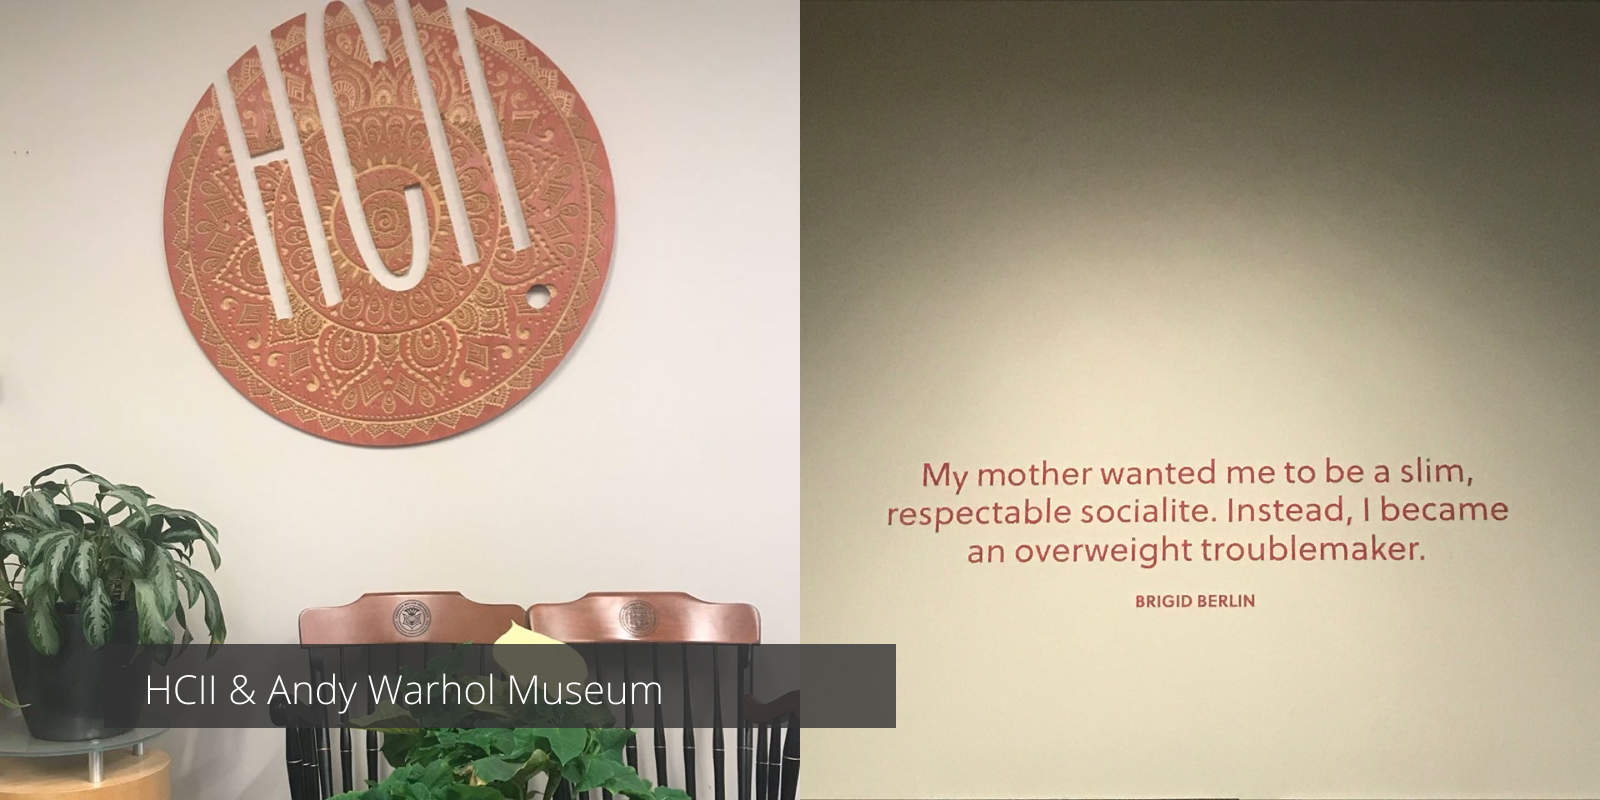 HCII.
My mother wanted me to be a slim,
respectable socialite. Instead, I became
an overweight troublemaker.
BRIGID BERLIN
HCII & Andy Warhol Museum